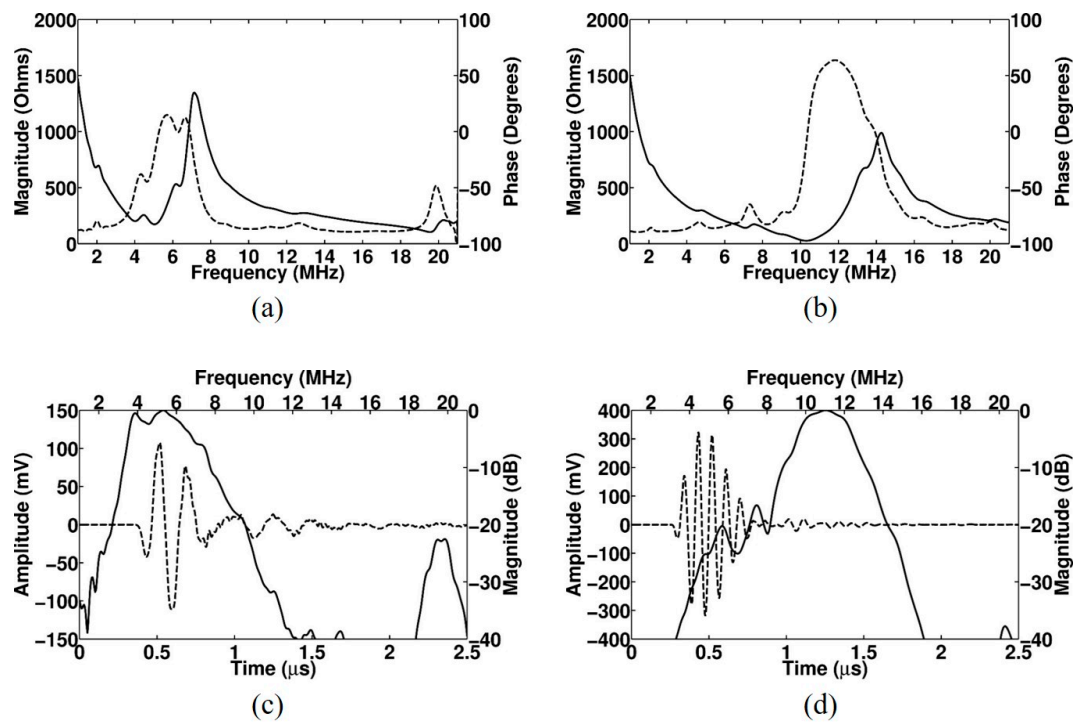 2000
1500
1000
500
0
Magnitude (Ohms)
2 4 6 8 10 12 14 16 18 20
Frequency (MHz)
100
50
0
−50
−100
Phase (Degrees)
(a)
2000
1500
1000
500
0
Magnitude (Ohms)
2 4 6 8 10 12 14 16 18 20
Frequency (MHz)
100
50
0
−50
−100
Phase (Degrees)
(b)
Frequency (MHz)
2 4 6 8 10 12 14 16 18 20
150
100
50
0
−50
−100
−150
Amplitude (mV)
0 0.5 1 1.5 2 2.5
Time (μs)
0
−10
−20
−30
−40
Magnitude (dB)
(c)
Frequency (MHz)
2 4 6 8 10 12 14 16 18 20
400
300
200
100
0
−100
−200
−300
−400
Amplitude (mV)
0 0.5 1 1.5 2 2.5
Time (μs)
0
−10
−20
−30
−40
Magnitude (dB)
(d)